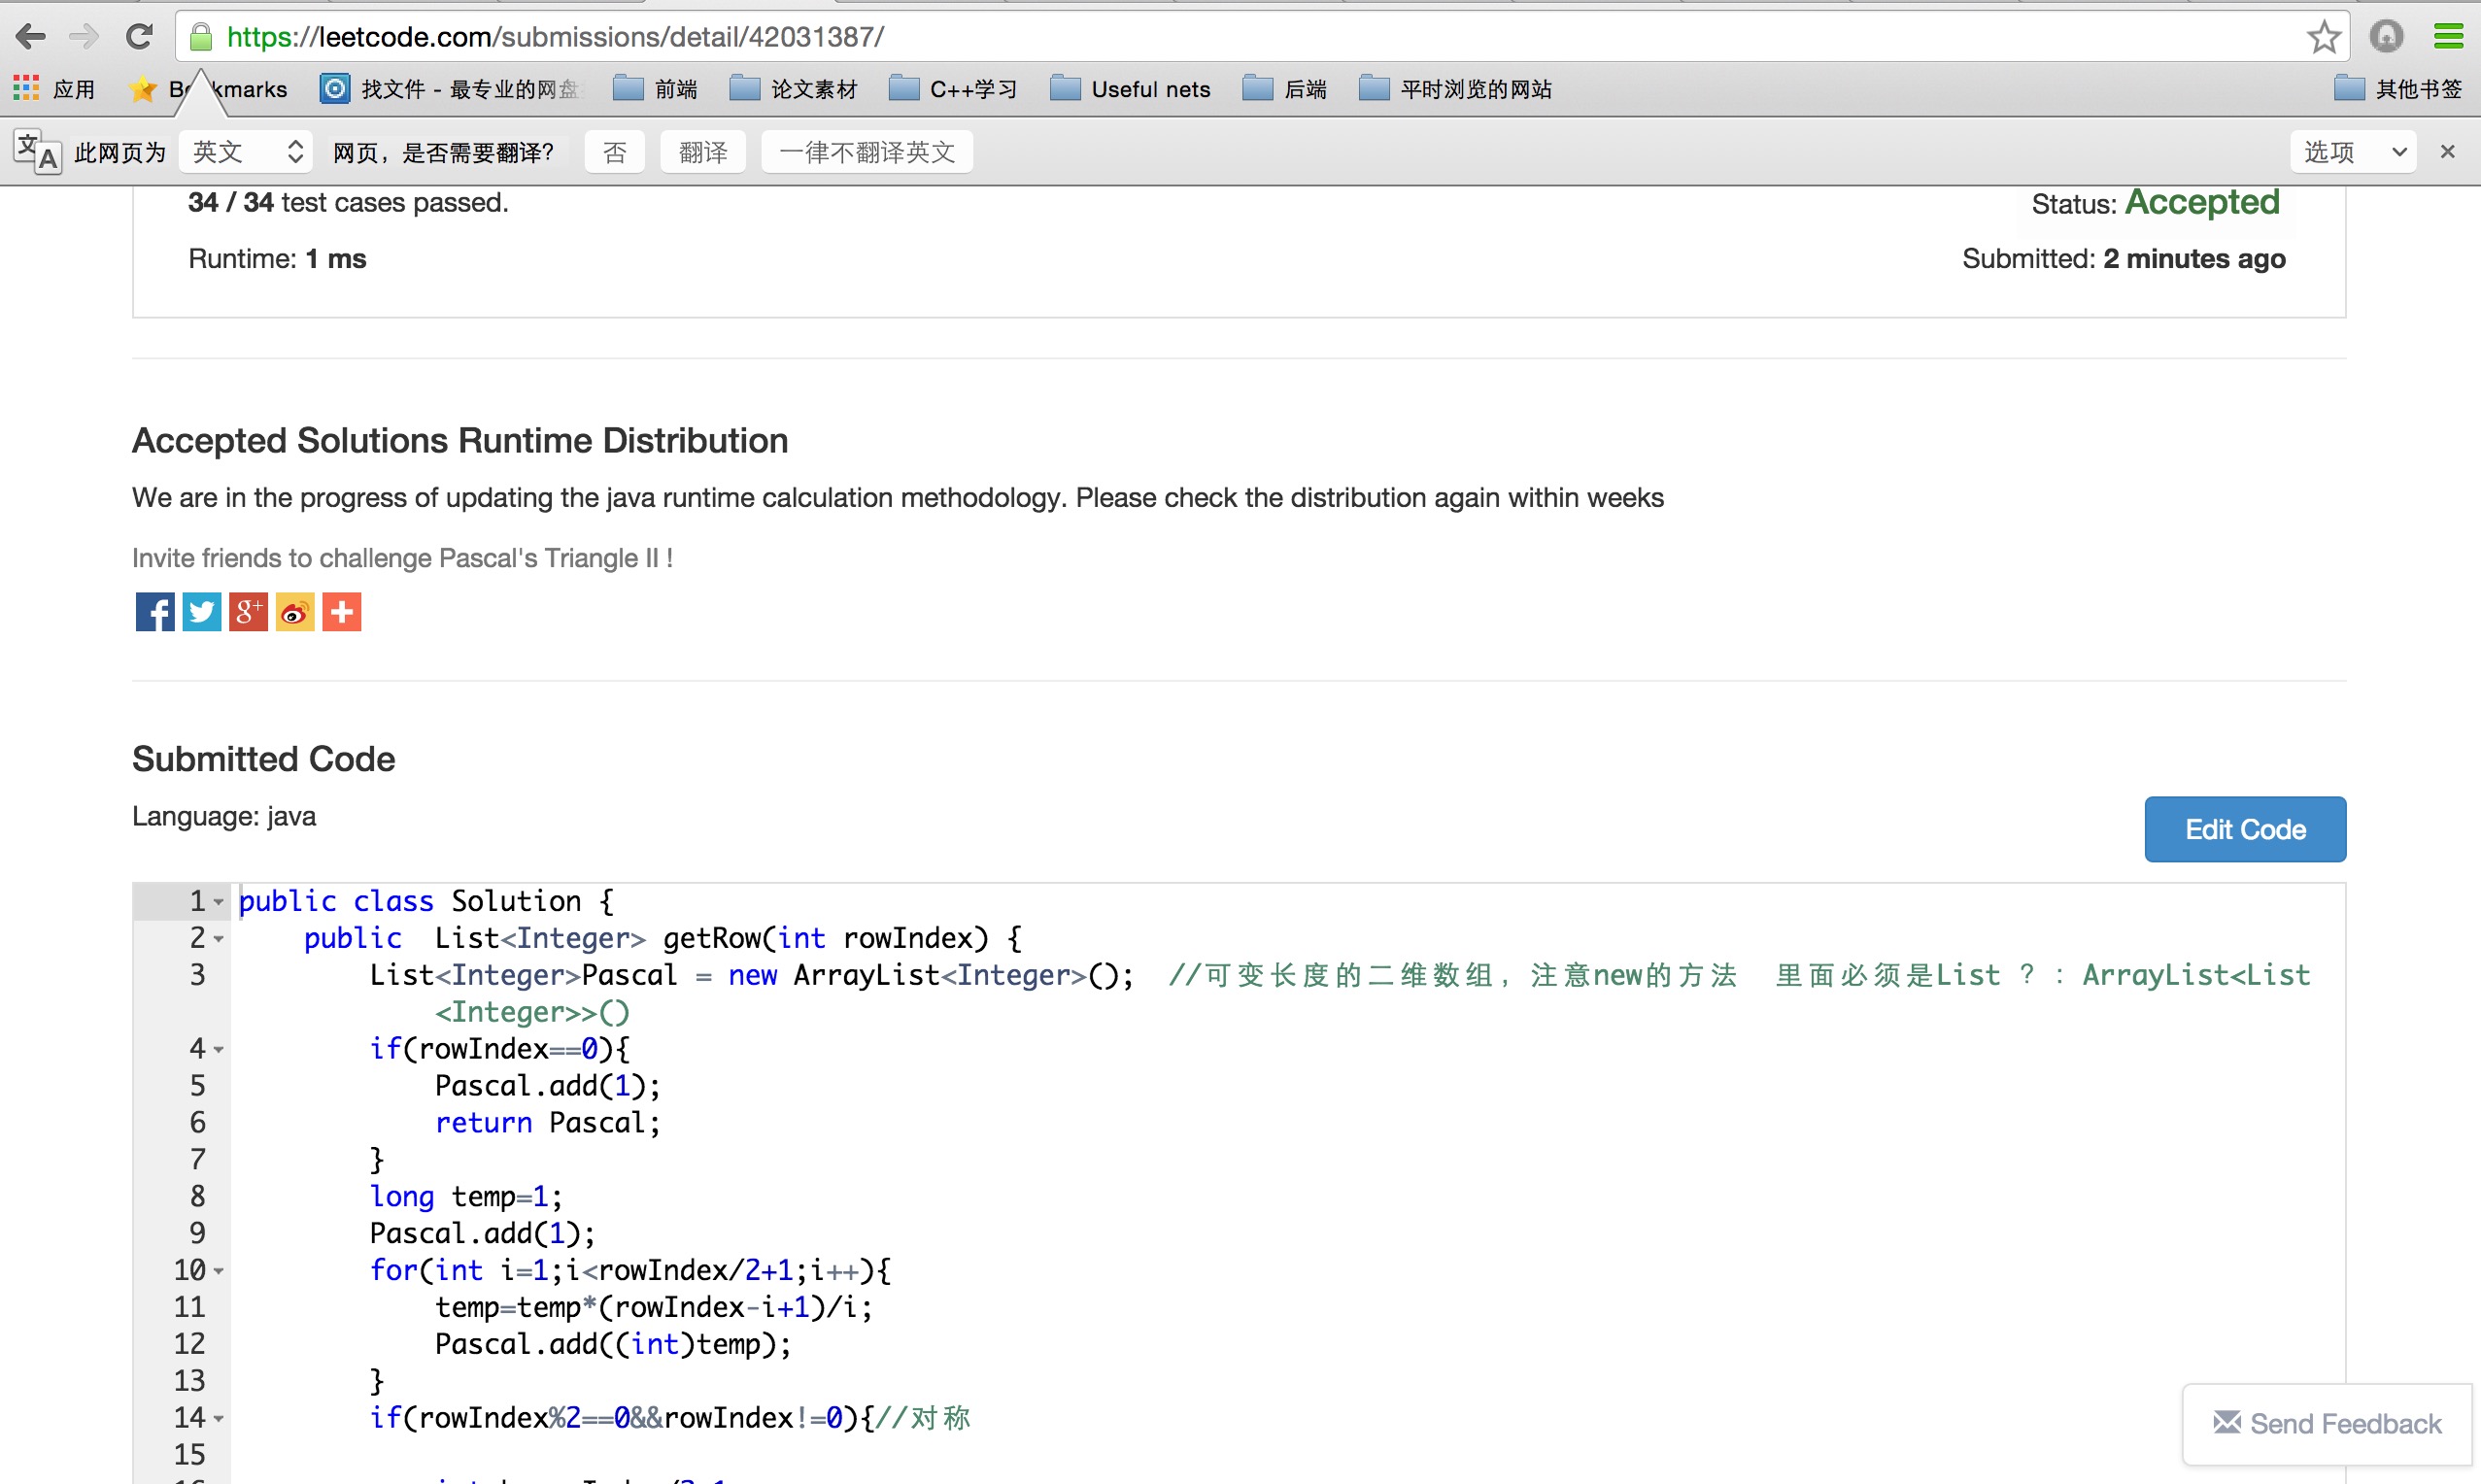 https://leetcode.com/submissions/detail/42031387/
应用 找文件 - 最专业的网盘 前端 论文素材 C++学习 Useful nets 后端 平时浏览的网站 其他书签
此网页为 英文 网页，是否需要翻译？ 否 翻译 一律不翻译英文 选项 ×
34 / 34 test cases passed. Status: Accepted
Runtime: 1 ms Submitted: 2 minutes ago
Accepted Solutions Runtime Distribution
We are in the progress of updating the java runtime calculation methodology. Please check the distribution again within weeks
Invite friends to challenge Pascal's Triangle II !
Submitted Code
Language: java
Edit Code
1 public class Solution {
2 public  List<Integer> getRow(int rowIndex) {
3 List<Integer>Pascal = new ArrayList<Integer>();  //可变长度的二维数组，注意new的方法  里面必须是List ？：ArrayList<List
<Integer>>()
4 if(rowIndex==0){
5 Pascal.add(1);
6 return Pascal;
7 }
8 long temp=1;
9 Pascal.add(1);
10 for(int i=1;i<rowIndex/2+1;i++){
11 temp=temp*(rowIndex-i+1)/i;
12 Pascal.add((int)temp);
13 }
14 if(rowIndex%2==0&&rowIndex!=0){//对称
15
Send Feedback